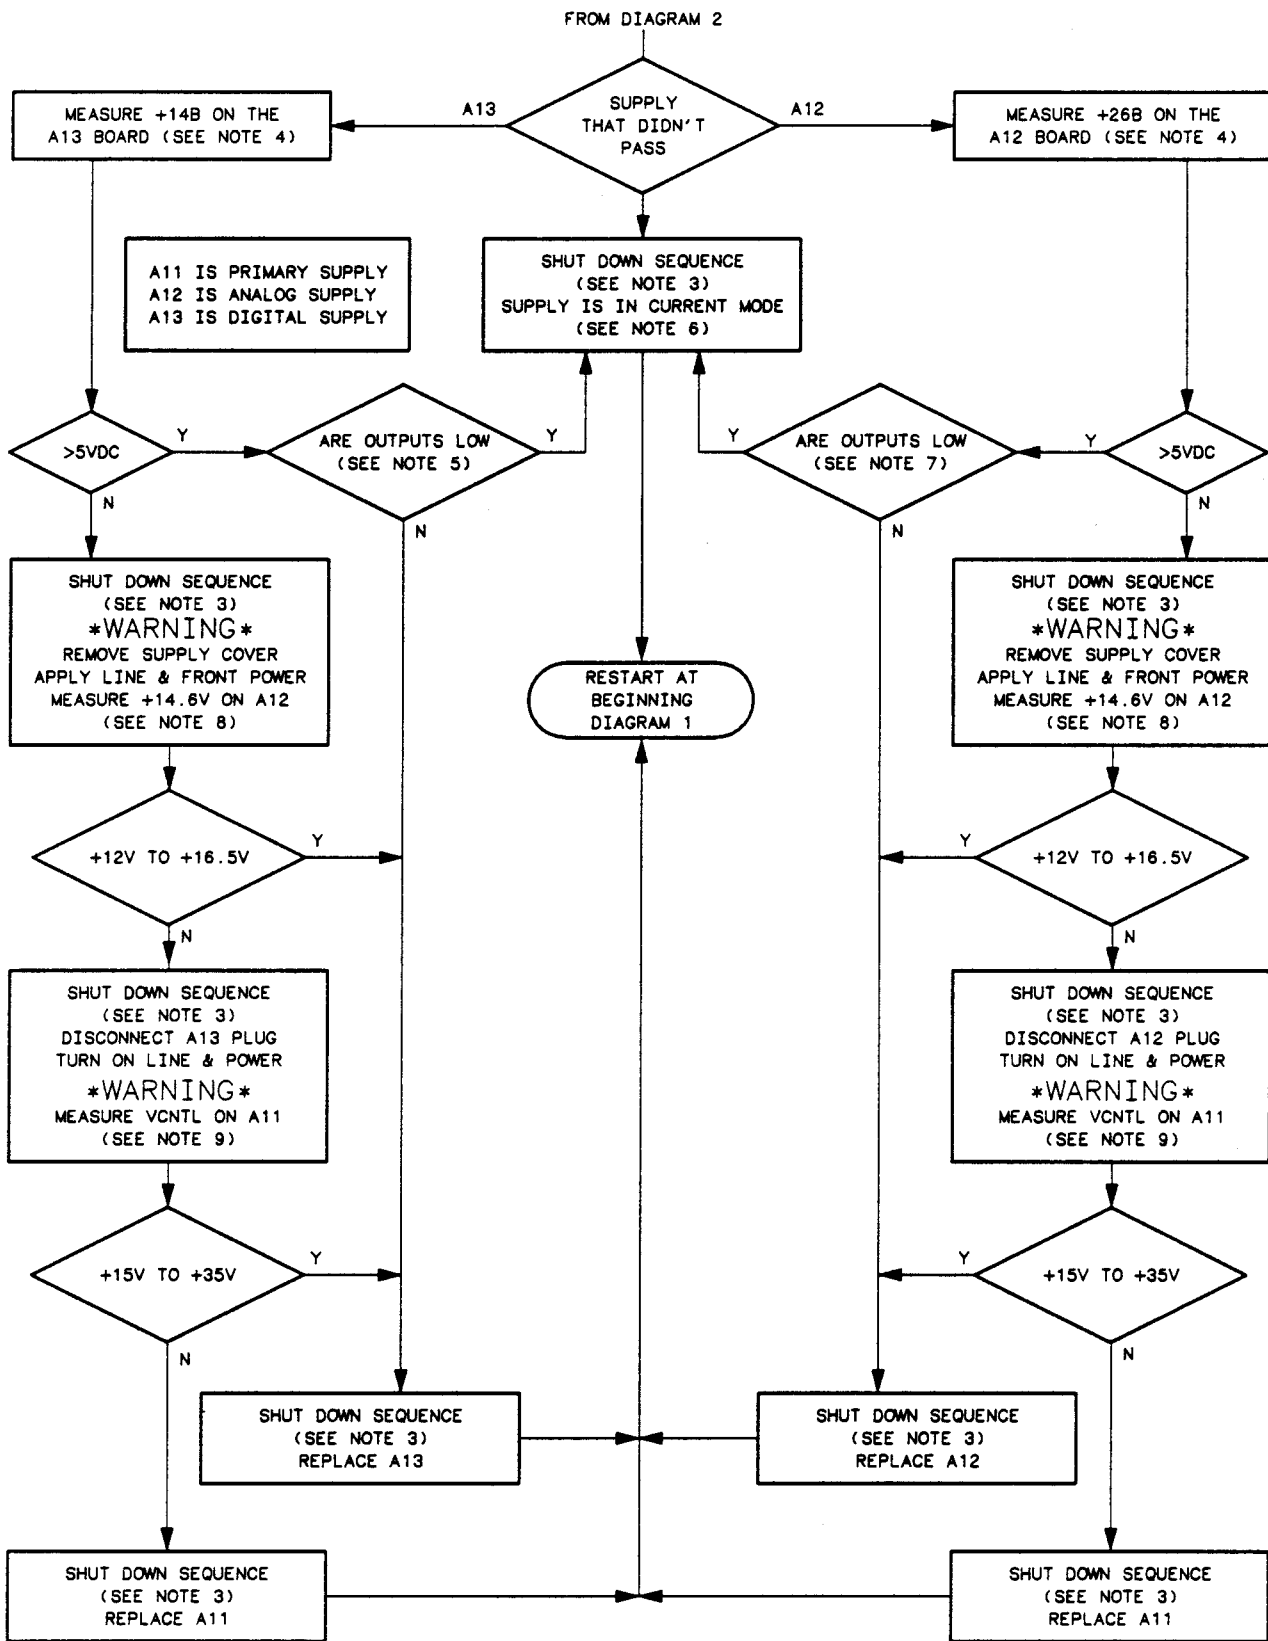 FROM DIAGRAM 2
SUPPLY
THAT DIDN'T
PASS
A13
A12
MEASURE +14B ON THE
A13 BOARD (SEE NOTE 4)
MEASURE +26B ON THE
A12 BOARD (SEE NOTE 4)
A11 IS PRIMARY SUPPLY
A12 IS ANALOG SUPPLY
A13 IS DIGITAL SUPPLY
SHUT DOWN SEQUENCE
(SEE NOTE 3)
SUPPLY IS IN CURRENT MODE
(SEE NOTE 6)
>5VDC
Y
N
ARE OUTPUTS LOW
(SEE NOTE 5)
Y
N
ARE OUTPUTS LOW
(SEE NOTE 7)
Y
N
>5VDC
Y
N
SHUT DOWN SEQUENCE
(SEE NOTE 3)
*WARNING*
REMOVE SUPPLY COVER
APPLY LINE & FRONT POWER
MEASURE +14.6V ON A12
(SEE NOTE 8)
RESTART AT
BEGINNING
DIAGRAM 1
SHUT DOWN SEQUENCE
(SEE NOTE 3)
*WARNING*
REMOVE SUPPLY COVER
APPLY LINE & FRONT POWER
MEASURE +14.6V ON A12
(SEE NOTE 8)
+12V TO +16.5V
Y
N
+12V TO +16.5V
Y
N
SHUT DOWN SEQUENCE
(SEE NOTE 3)
DISCONNECT A13 PLUG
TURN ON LINE & POWER
*WARNING*
MEASURE VCNTL ON A11
(SEE NOTE 9)
SHUT DOWN SEQUENCE
(SEE NOTE 3)
DISCONNECT A12 PLUG
TURN ON LINE & POWER
*WARNING*
MEASURE VCNTL ON A11
(SEE NOTE 9)
+15V TO +35V
Y
N
+15V TO +35V
Y
N
SHUT DOWN SEQUENCE
(SEE NOTE 3)
REPLACE A13
SHUT DOWN SEQUENCE
(SEE NOTE 3)
REPLACE A12
SHUT DOWN SEQUENCE
(SEE NOTE 3)
REPLACE A11
SHUT DOWN SEQUENCE
(SEE NOTE 3)
REPLACE A11